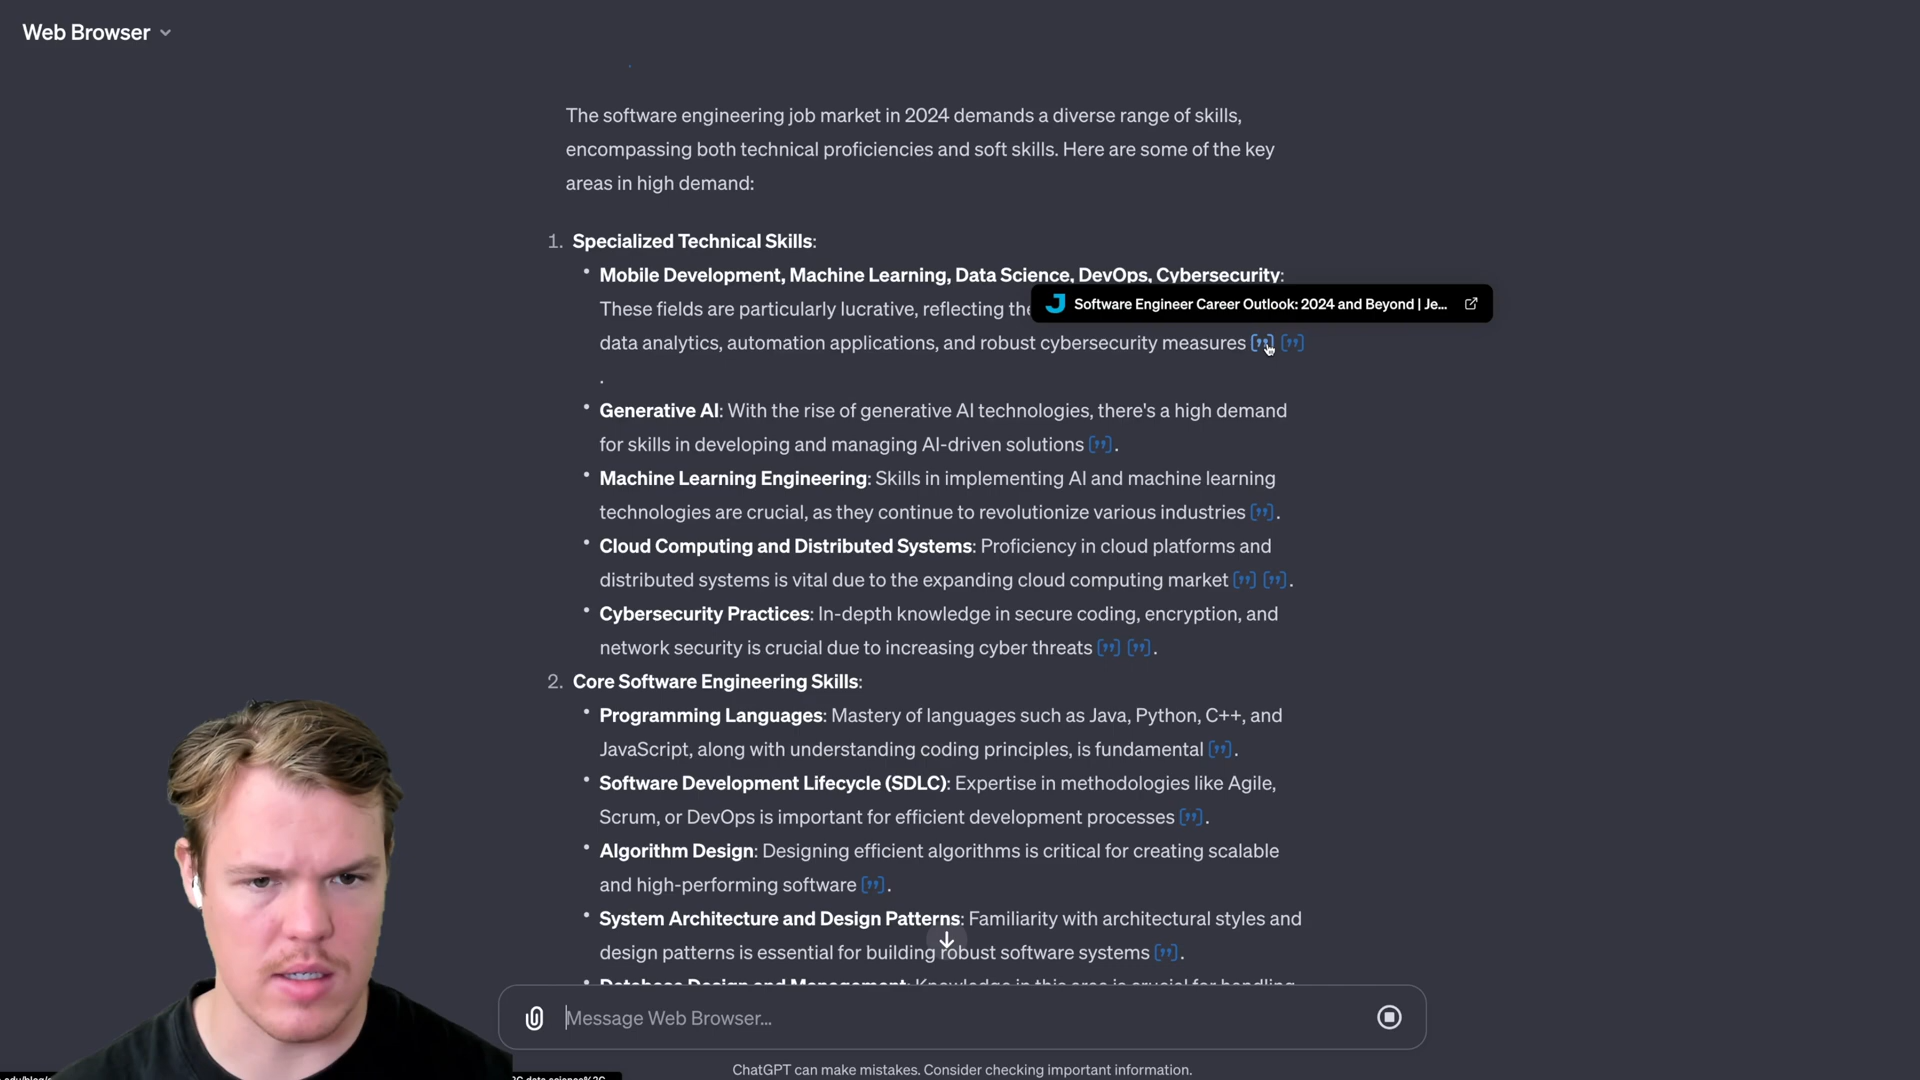 Web Browser
The software engineering job market in 2024 demands a diverse range of skills,
encompassing both technical proficiencies and soft skills. Here are some of the key
areas in high demand:
1. Specialized Technical Skills:
• Mobile Development, Machine Learning, Data Science, DevOps, Cybersecurity:
Software Engineer Career Outlook: 2024 and Beyond | Je...
These fields are particularly lucrative, reflecting the
data analytics, automation applications, and robust cybersecurity measures ["] ["]
.
• Generative AI: With the rise of generative AI technologies, there's a high demand
for skills in developing and managing AI-driven solutions ["].
• Machine Learning Engineering: Skills in implementing AI and machine learning
technologies are crucial, as they continue to revolutionize various industries ["].
• Cloud Computing and Distributed Systems: Proficiency in cloud platforms and
distributed systems is vital due to the expanding cloud computing market ["] ["].
• Cybersecurity Practices: In-depth knowledge in secure coding, encryption, and
network security is crucial due to increasing cyber threats ["] ["].
2. Core Software Engineering Skills:
• Programming Languages: Mastery of languages such as Java, Python, C++, and
JavaScript, along with understanding coding principles, is fundamental ["].
• Software Development Lifecycle (SDLC): Expertise in methodologies like Agile,
Scrum, or DevOps is important for efficient development processes ["].
• Algorithm Design: Designing efficient algorithms is critical for creating scalable
and high-performing software ["].
• System Architecture and Design Patterns: Familiarity with architectural styles and
design patterns is essential for building robust software systems ["].
• Database Design and Management: Knowledge in this area is crucial for handling
Message Web Browser...
ChatGPT can make mistakes. Consider checking important information.